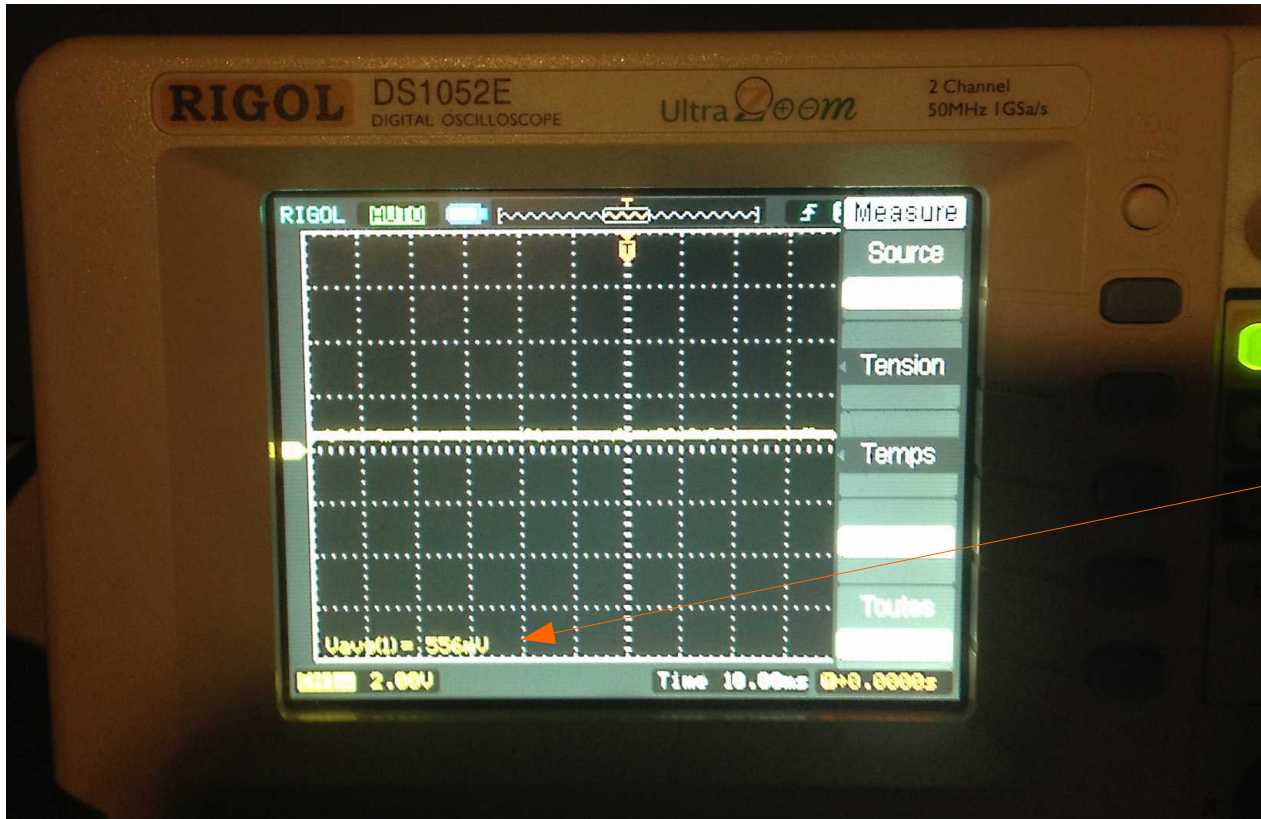 RIGOL DS1052E
DIGITAL OSCILLOSCOPE
Ultra Zoom
2 Channel
50MHz 1GSa/s
RIGOL AUTO T
Measure
T
Source
Tension
Temps
Toutes
Vavg(1)= 556mV
2.00V Time 10.00ms +0.0000s